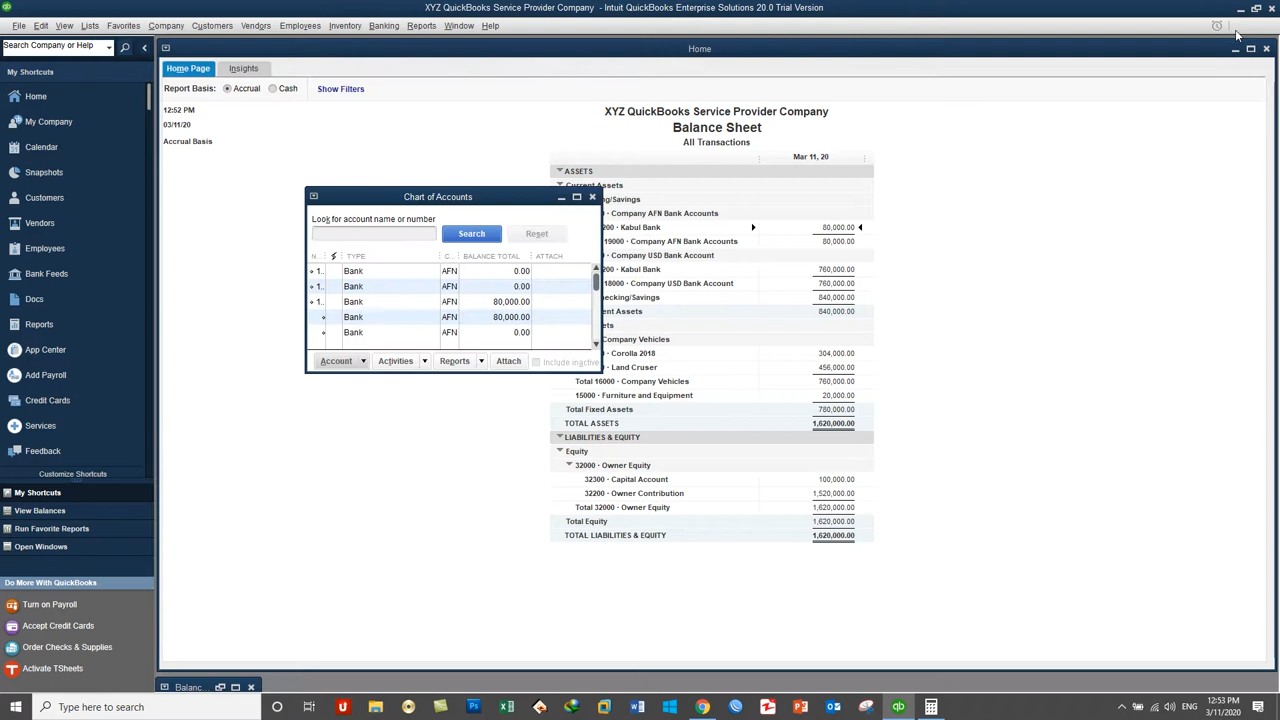 XYZ QuickBooks Service Provider Company - Intuit QuickBooks Enterprise Solutions 20.0 Trial Version
File Edit View Lists Favorites Company Customers Vendors Employees Inventory Banking Reports Window Help
Search Company or Help
My Shortcuts
Home
My Company
Calendar
Snapshots
Customers
Vendors
Employees
Bank Feeds
Docs
Reports
App Center
Add Payroll
Credit Cards
Services
Feedback
Customize Shortcuts
My Shortcuts
View Balances
Run Favorite Reports
Open Windows
Do More With QuickBooks
Turn on Payroll
Accept Credit Cards
Order Checks & Supplies
Activate TSheets
Home
Home Page Insights
Report Basis: Accrual Cash Show Filters
12:52 PM
03/11/20
Accrual Basis
XYZ QuickBooks Service Provider Company
Balance Sheet
All Transactions
Mar 11, 20
ASSETS
Current Assets
ng/Savings
· Company AFN Bank Accounts
200 · Kabul Bank 80,000.00
19000 · Company AFN Bank Accounts 80,000.00
· Company USD Bank Account
200 · Kabul Bank 760,000.00
18000 · Company USD Bank Account 760,000.00
hecking/Savings 840,000.00
ent Assets 840,000.00
ets
ompany Vehicles
· Corolla 2018 304,000.00
· Land Cruser 456,000.00
Total 16000 · Company Vehicles 760,000.00
15000 · Furniture and Equipment 20,000.00
Total Fixed Assets 780,000.00
TOTAL ASSETS 1,620,000.00
LIABILITIES & EQUITY
Equity
32000 · Owner Equity
32300 · Capital Account 100,000.00
32200 · Owner Contribution 1,520,000.00
Total 32000 · Owner Equity 1,620,000.00
Total Equity 1,620,000.00
TOTAL LIABILITIES & EQUITY 1,620,000.00
Chart of Accounts
Look for account name or number
Search Reset
N... TYPE C... BALANCE TOTAL ATTACH
1.. Bank AFN 0.00
1.. Bank AFN 0.00
1.. Bank AFN 80,000.00
Bank AFN 80,000.00
Bank AFN 0.00
Account Activities Reports Attach Include inactive
Balanc...
Type here to search
12:53 PM
3/11/2020